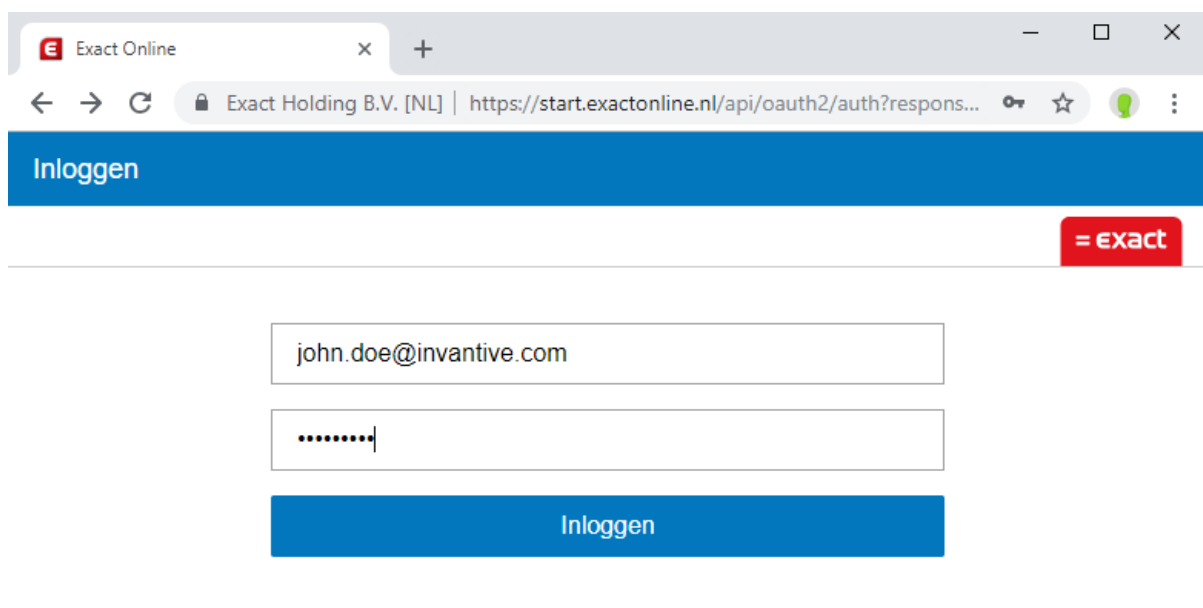 Exact Online
Exact Holding B.V. [NL] | https://start.exactonline.nl/api/oauth2/auth?respons...
Inloggen
= exact
john.doe@invantive.com
•••••••••
Inloggen